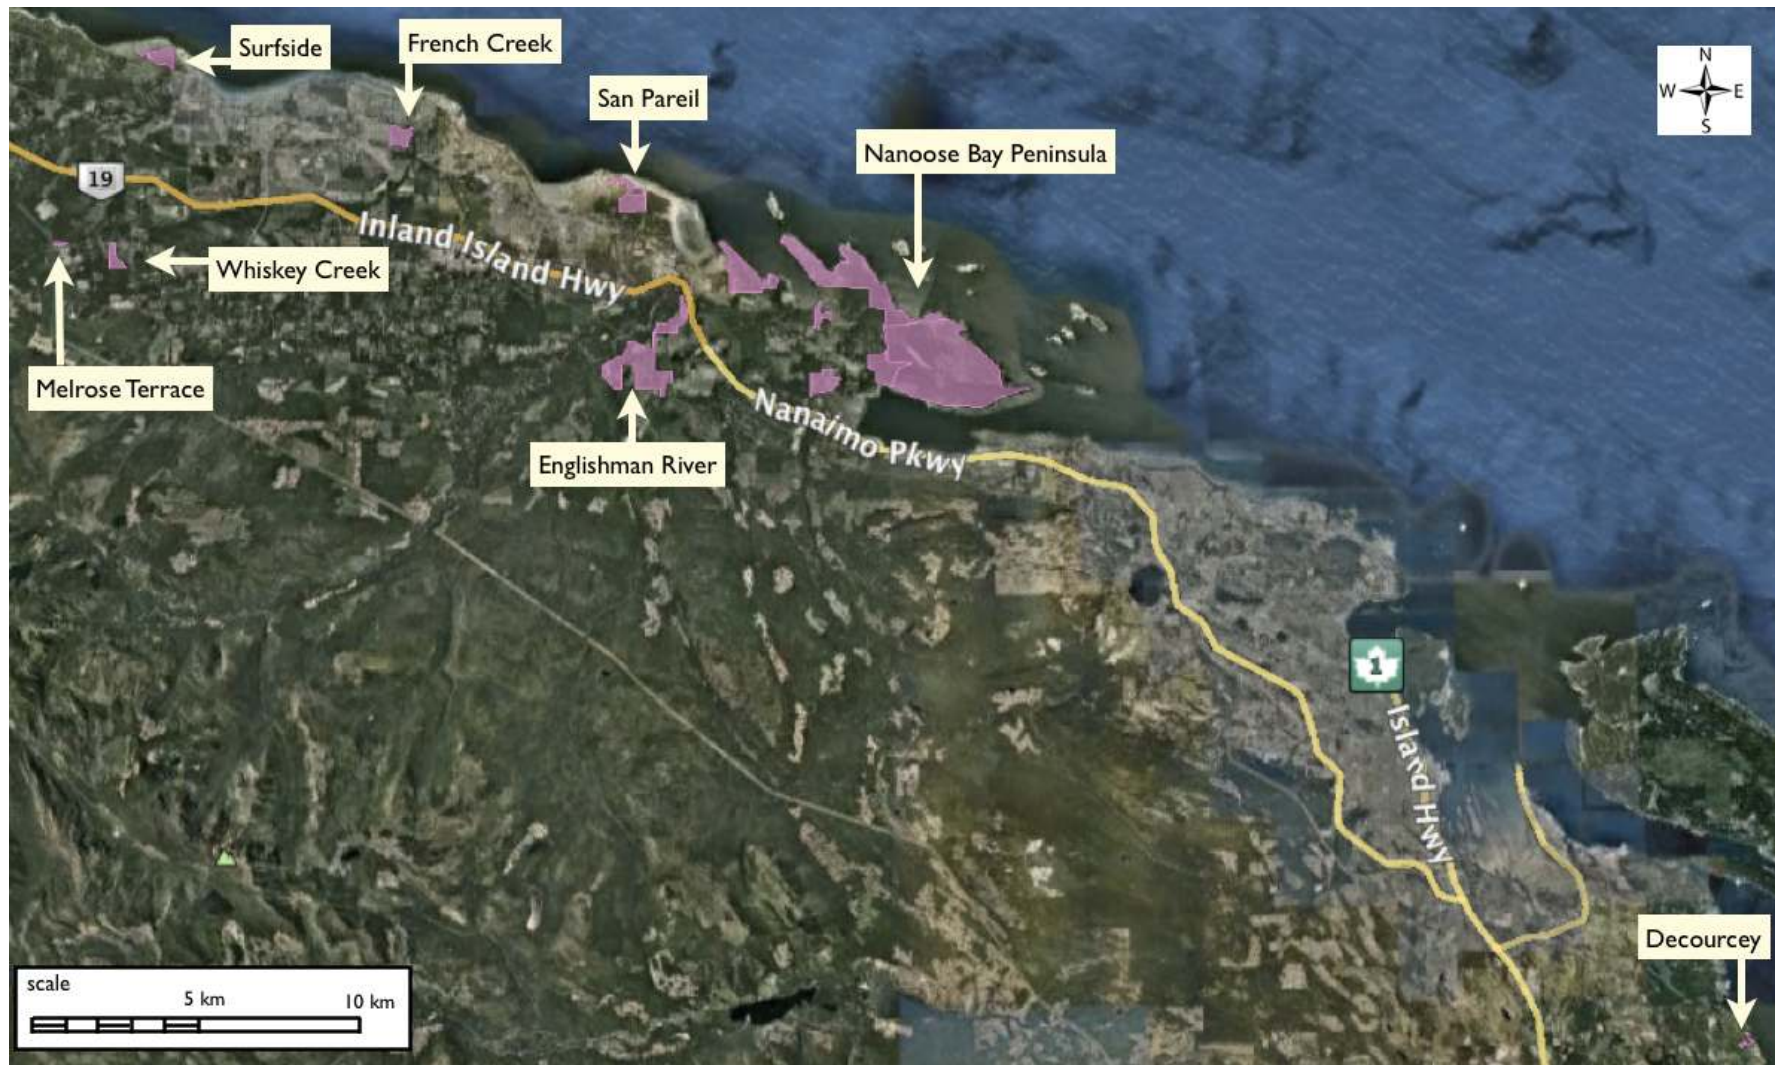 Surfside
French Creek
San Pareil
Nanoose Bay Peninsula
N
W E
S
19
Inland Island Hwy
Whiskey Creek
Melrose Terrace
Nanaimo Pkwy
Englishman River
1
Island Hwy
Decourcey
scale
5 km 10 km